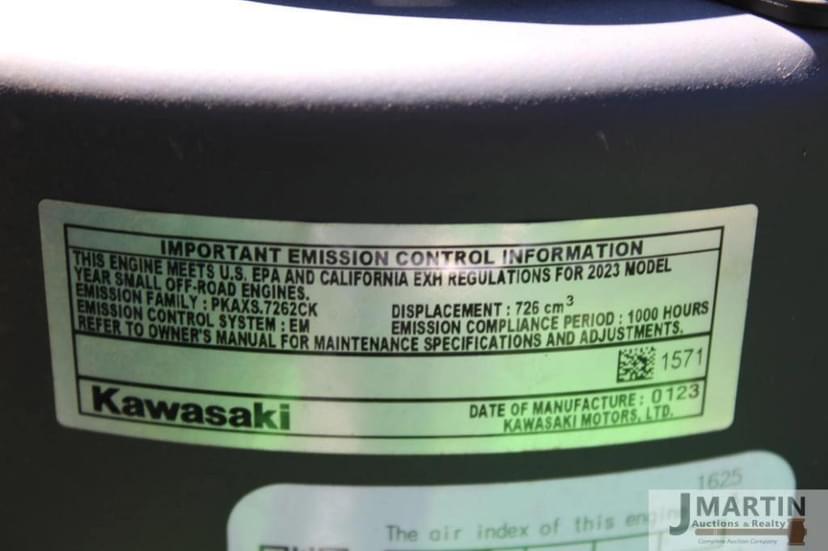 IMPORTANT EMISSION CONTROL INFORMATION
THIS ENGINE MEETS U.S. EPA AND CALIFORNIA EXH REGULATIONS FOR 2023 MODEL
YEAR SMALL OFF-ROAD ENGINES.
EMISSION FAMILY : PKAXS.7262CK DISPLACEMENT : 726 cm³
EMISSION CONTROL SYSTEM : EM EMISSION COMPLIANCE PERIOD : 1000 HOURS
REFER TO OWNER'S MANUAL FOR MAINTENANCE SPECIFICATIONS AND ADJUSTMENTS.
1571
Kawasaki DATE OF MANUFACTURE : 0123
KAWASAKI MOTORS, LTD.
1625
The air index of this
J MARTIN
Auctions & Realty
Complete Auction Company